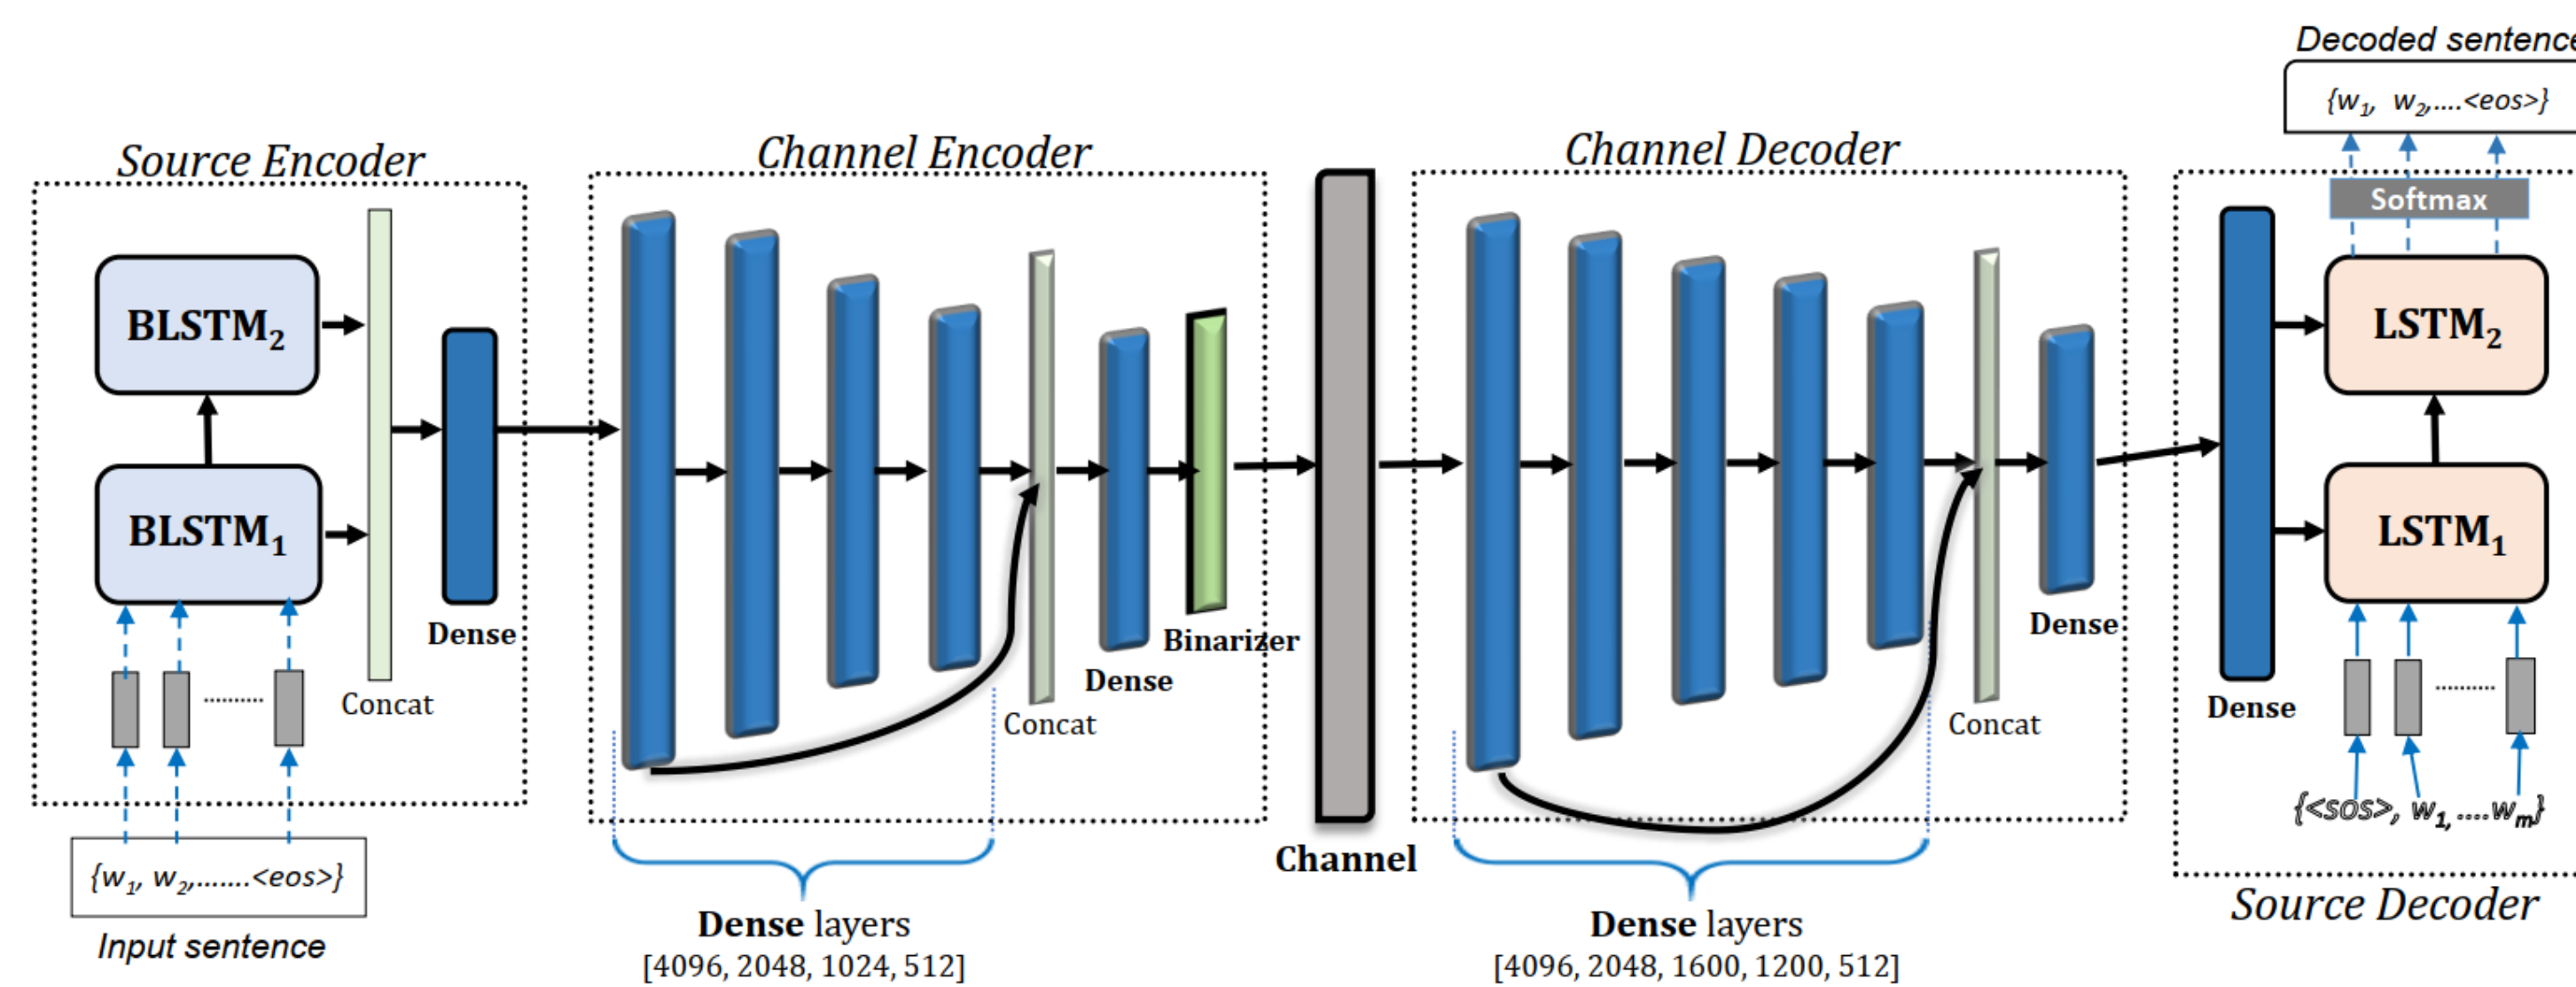 Source Encoder
BLSTM2
BLSTM1
Concat
Dense
{w1, w2,.......<eos>}
Input sentence
Channel Encoder
Concat
Dense
Binarizer
Dense layers
[4096, 2048, 1024, 512]
Channel
Channel Decoder
Concat
Dense
Dense layers
[4096, 2048, 1600, 1200, 512]
Decoded sentence
{w1, w2,....<eos>}
Softmax
LSTM2
LSTM1
Dense
{<sos>, w1,....wm}
Source Decoder